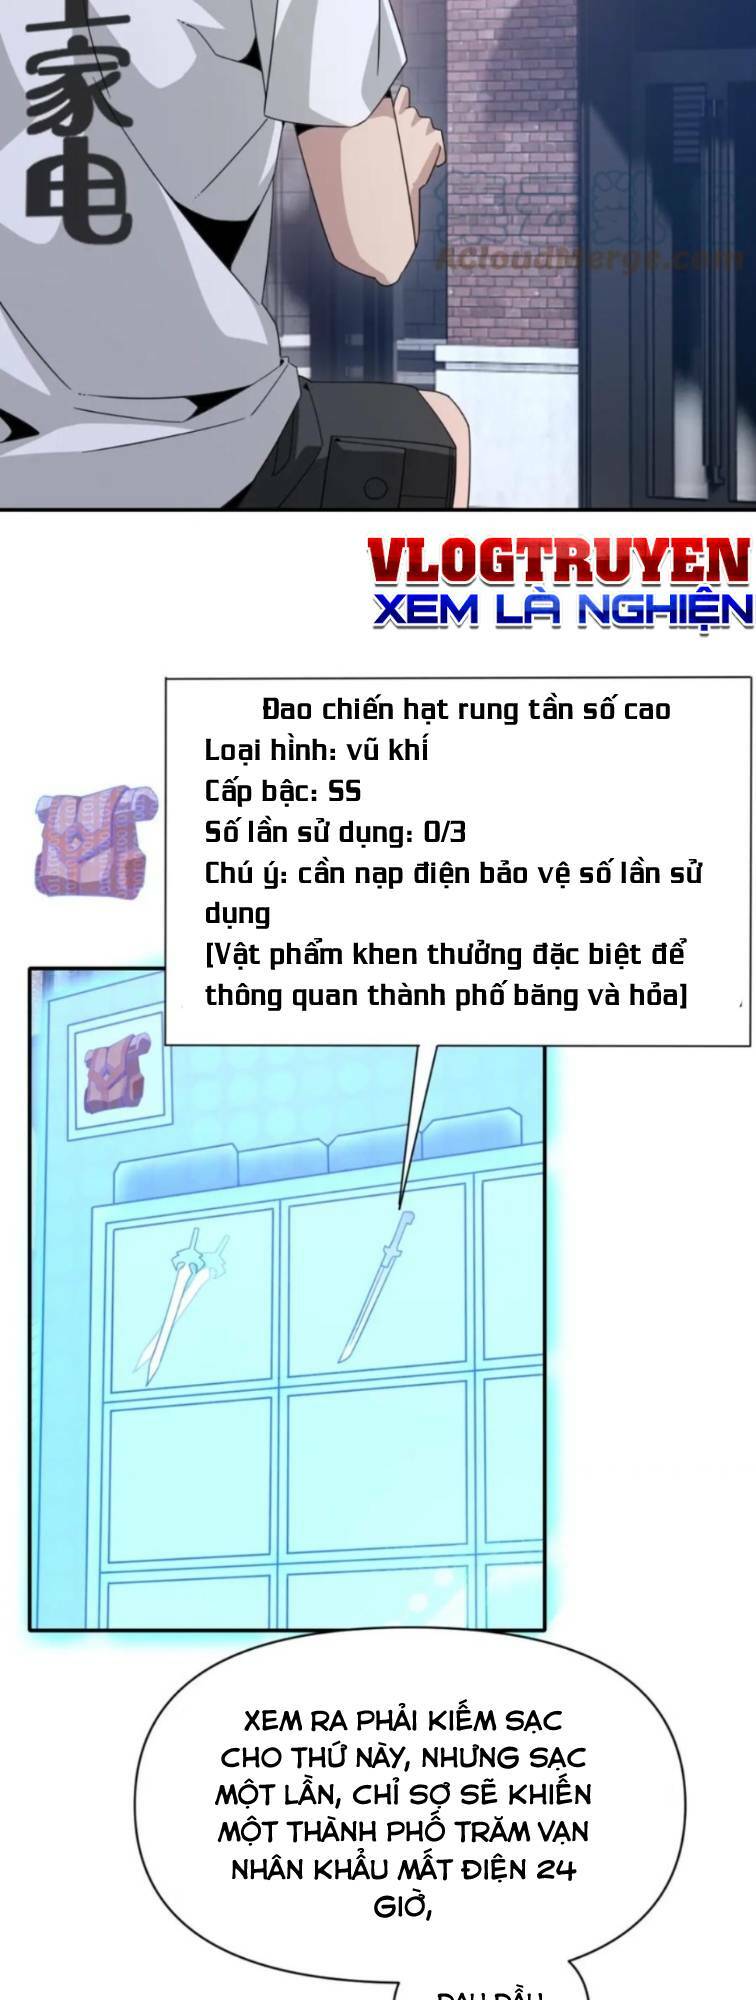 家电
AcloudMerge.com
VLOGTRUYEN
XEM LÀ NGHIỆN
Đao chiến hạt rung tần số cao
Loại hình: vũ khí
Cấp bậc: SS
Số lần sử dụng: 0/3
Chú ý: cần nạp điện bảo vệ số lần sử
dụng
[Vật phẩm khen thưởng đặc biệt để
thông quan thành phố băng và hỏa]
XEM RA PHẢI KIẾM SẠC
CHO THỨ NÀY, NHƯNG SẠC
MỘT LẦN, CHỈ SỢ SẼ KHIẾN
MỘT THÀNH PHỐ TRĂM VẠN
NHÂN KHẨU MẤT ĐIỆN 24
GIỜ,
ĐAU ĐẦU